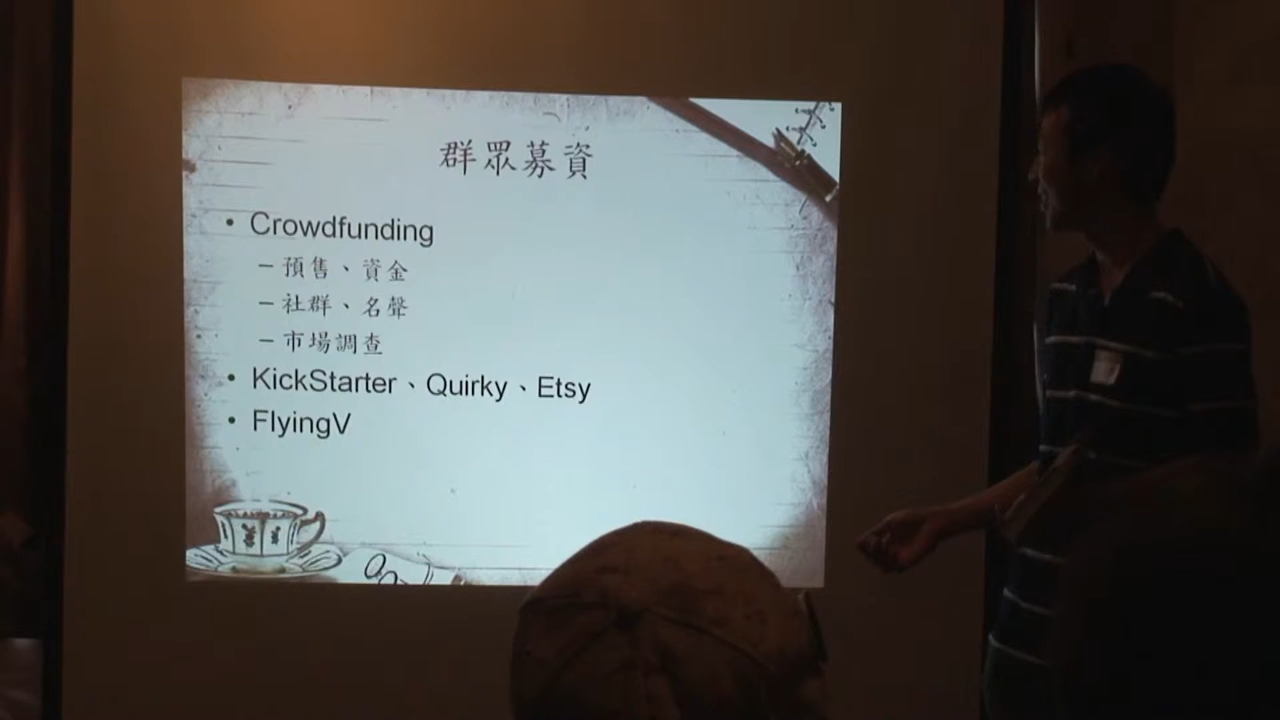 群眾募資
• Crowdfunding
– 預售、資金
– 社群、名聲
– 市場調查
• KickStarter、Quirky、Etsy
• FlyingV